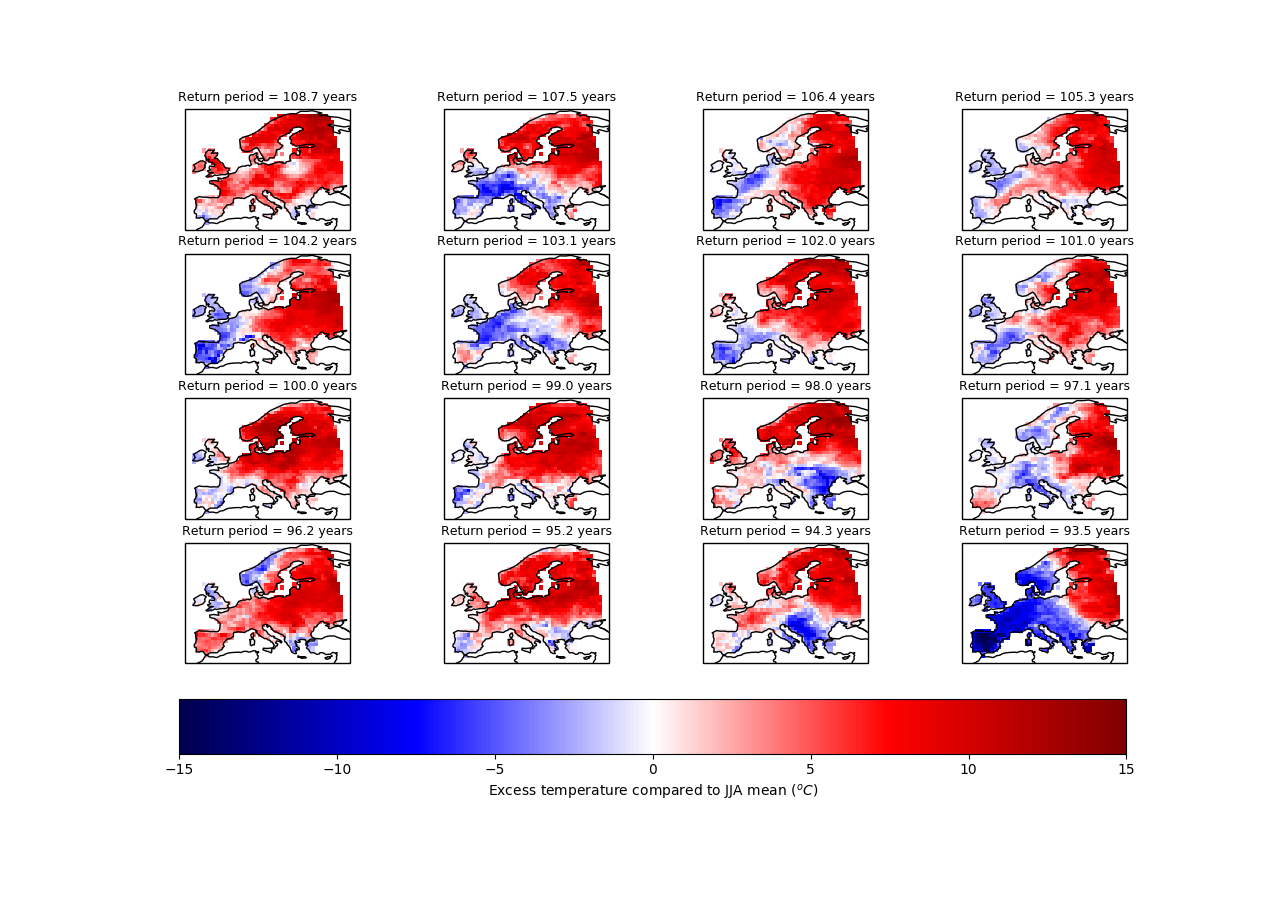 Return period = 108.7 years
Return period = 107.5 years
Return period = 106.4 years
Return period = 105.3 years
Return period = 104.2 years
Return period = 103.1 years
Return period = 102.0 years
Return period = 101.0 years
Return period = 100.0 years
Return period = 99.0 years
Return period = 98.0 years
Return period = 97.1 years
Return period = 96.2 years
Return period = 95.2 years
Return period = 94.3 years
Return period = 93.5 years
−15 −10 −5 0 5 10 15
Excess temperature compared to JJA mean (°C)